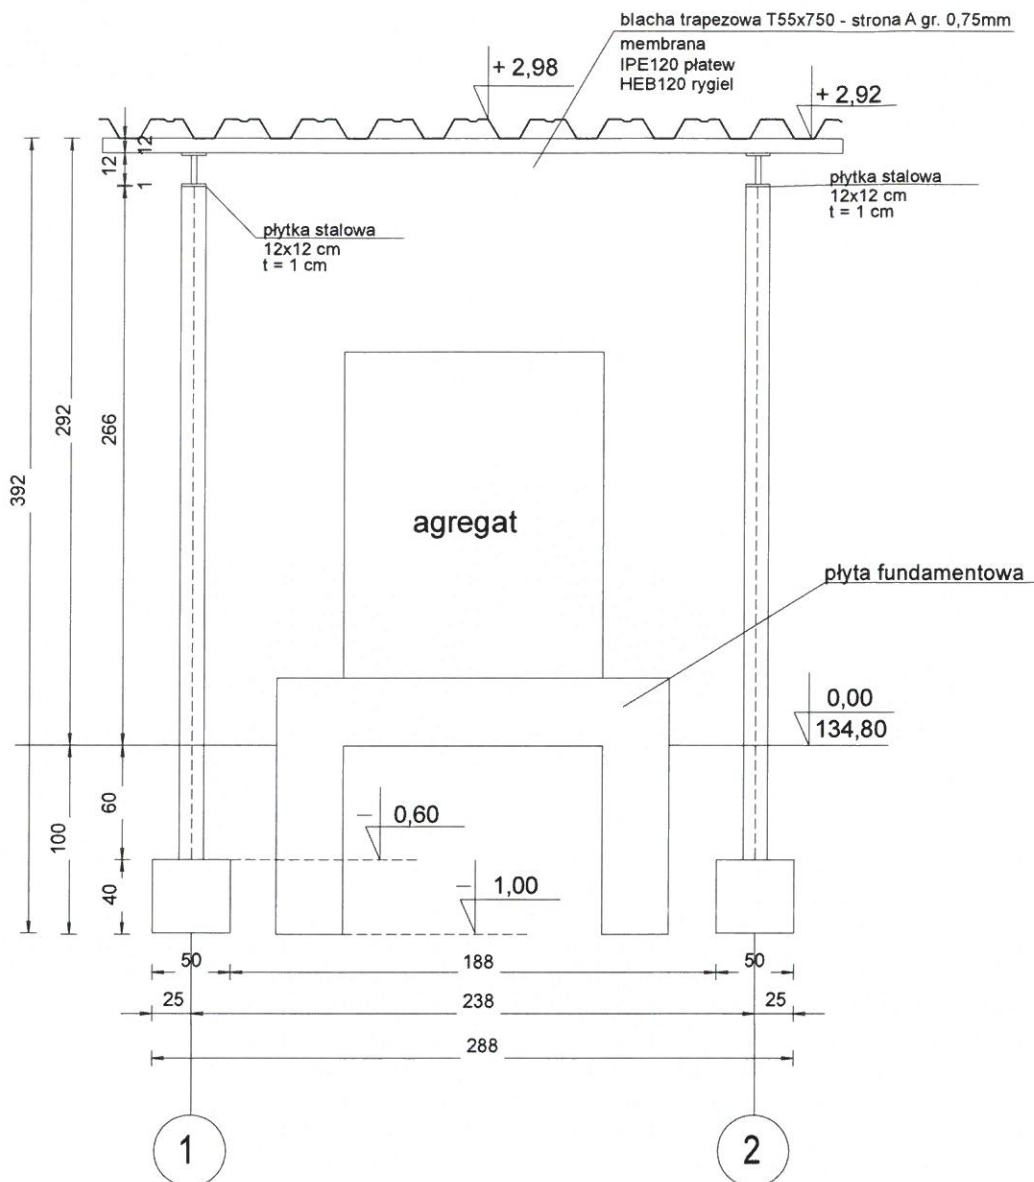 blacha trapezowa T55x750 - strona A gr. 0,75mm
membrana
IPE120 płatew
HEB120 rygiel
+ 2,98
+ 2,92
12
12
1
płytka stalowa
12x12 cm
t = 1 cm
płytka stalowa
12x12 cm
t = 1 cm
392
292
266
agregat
płyta fundamentowa
0,00
134,80
60
100
40
– 0,60
– 1,00
50
188
50
25
238
25
288
1
2